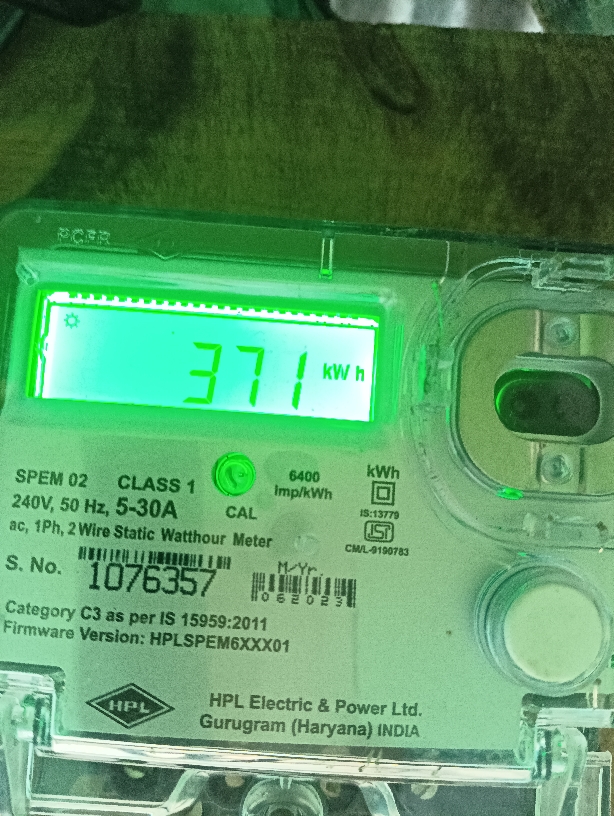 371 kW h
SPEM 02 CLASS 1
240V, 50 Hz, 5-30A
ac, 1Ph, 2 Wire Static Watthour Meter
CAL
6400
Imp/kWh
kWh
IS:13779
ISI
CM/L-9190783
S. No.
1076357
M/Yr.
062023
Category C3 as per IS 15959:2011
Firmware Version: HPLSPEM6XXX01
HPL
HPL Electric & Power Ltd.
Gurugram (Haryana) INDIA